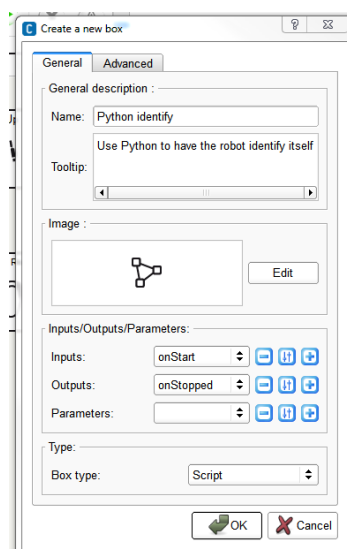 Create a new box
General Advanced
General description :
Name: Python identify
Use Python to have the robot identify itself
Tooltip:
Image :
Edit
Inputs/Outputs/Parameters:
Inputs: onStart
Outputs: onStopped
Parameters:
Type:
Box type: Script
OK Cancel